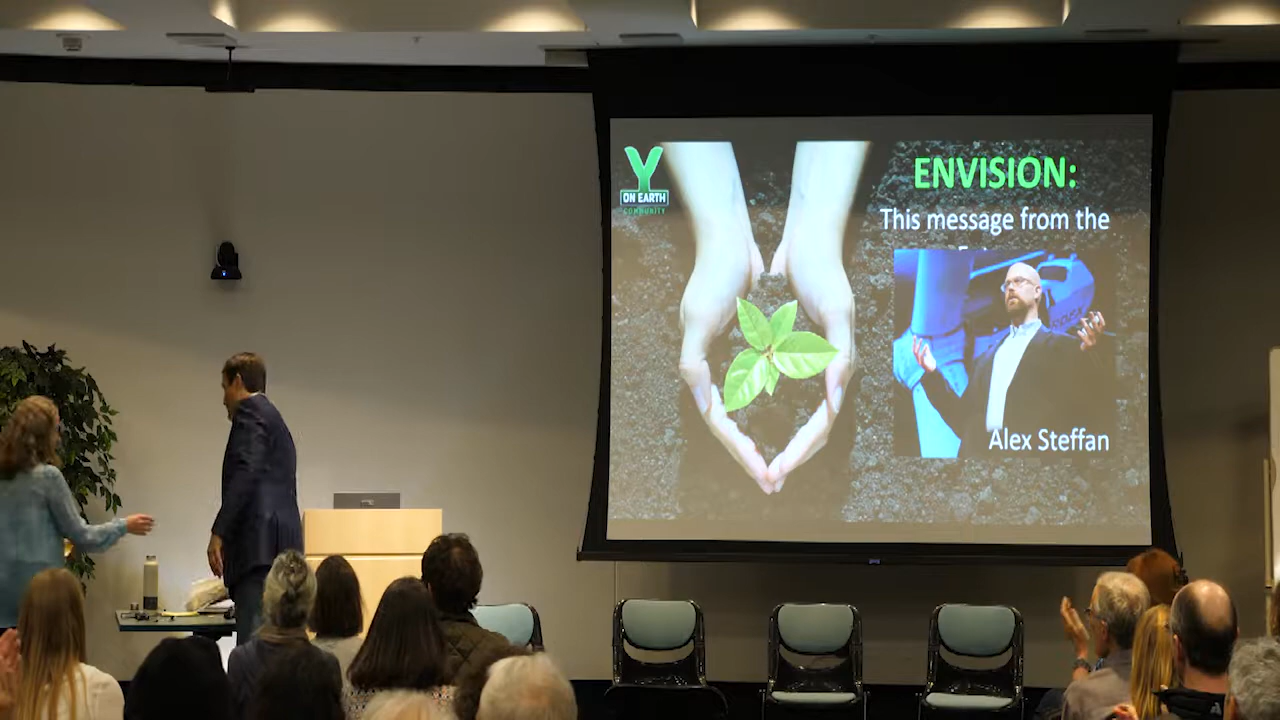 Y
ON EARTH
COMMUNITY
ENVISION:
This message from the
Alex Steffan